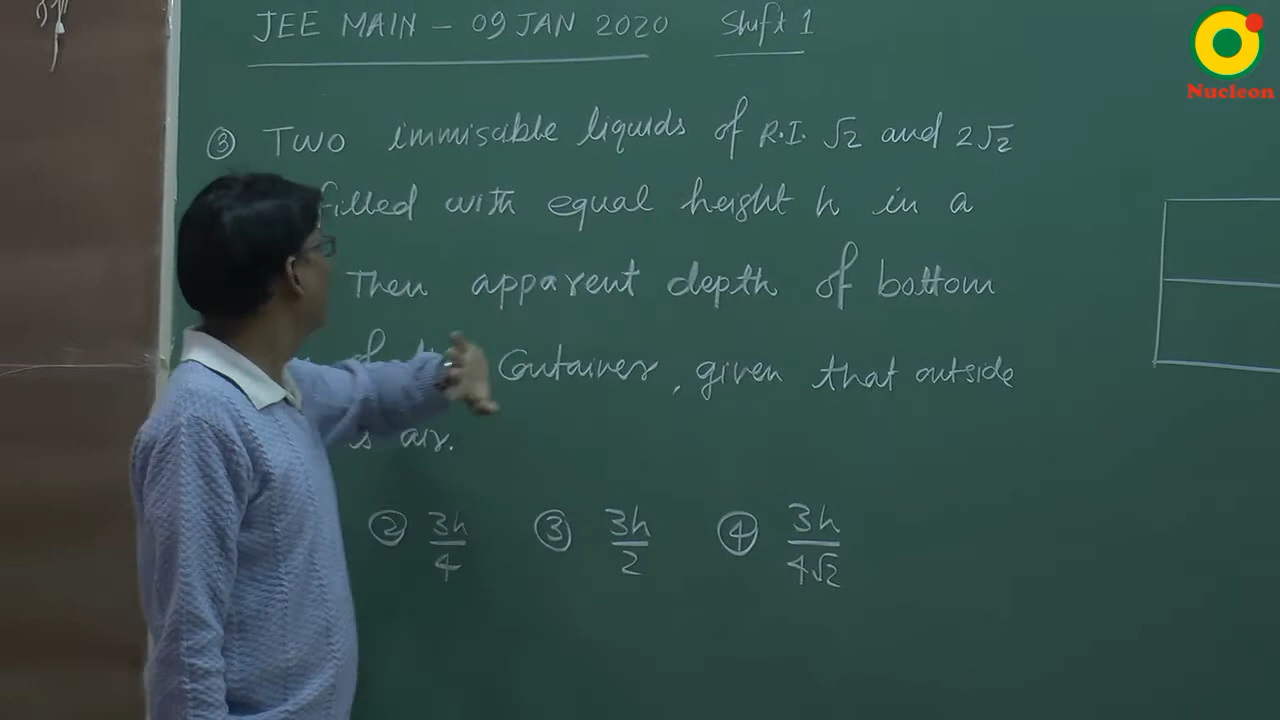 JEE MAIN - 09 JAN 2020 Shift 1
Nucleon
③ Two immiscible liquids of R.I. √2 and 2√2
filled with equal height h in a
Then apparent depth of bottom
of Container, given that outside
is air.
② 3h/4 ③ 3h/2 ④ 3h/4√2